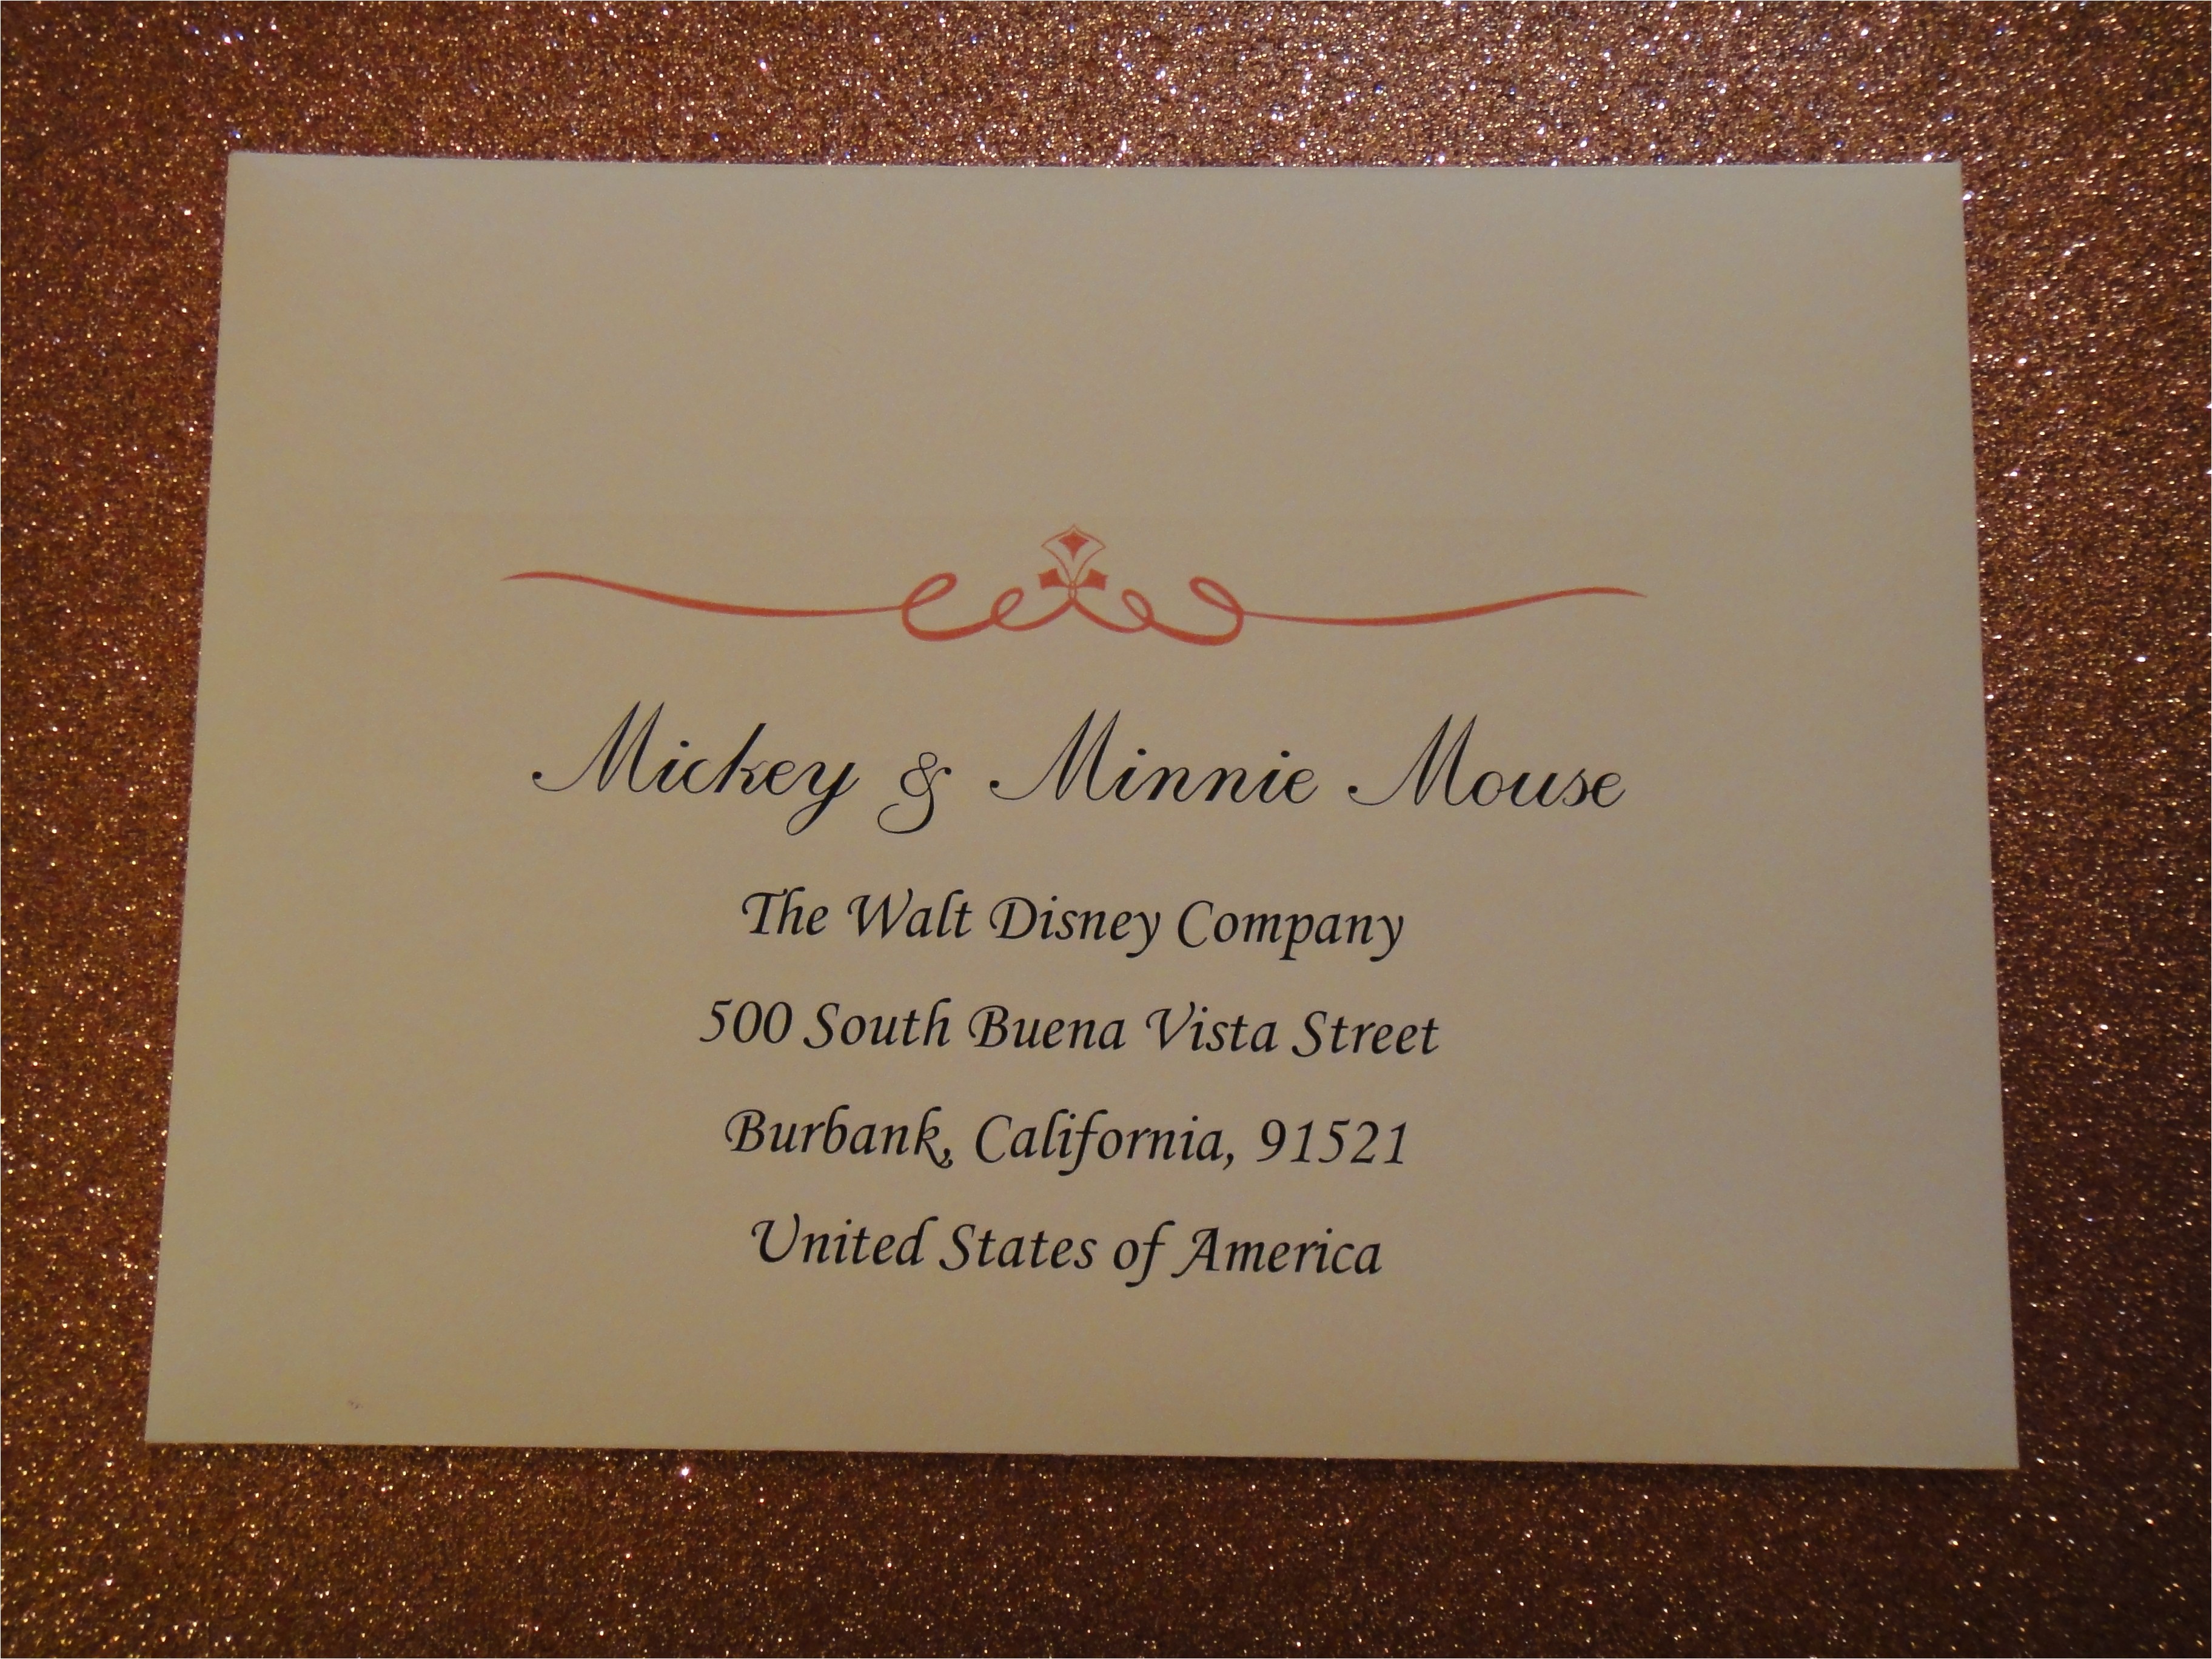 Mickey & Minnie Mouse
The Walt Disney Company
500 South Buena Vista Street
Burbank, California, 91521
United States of America